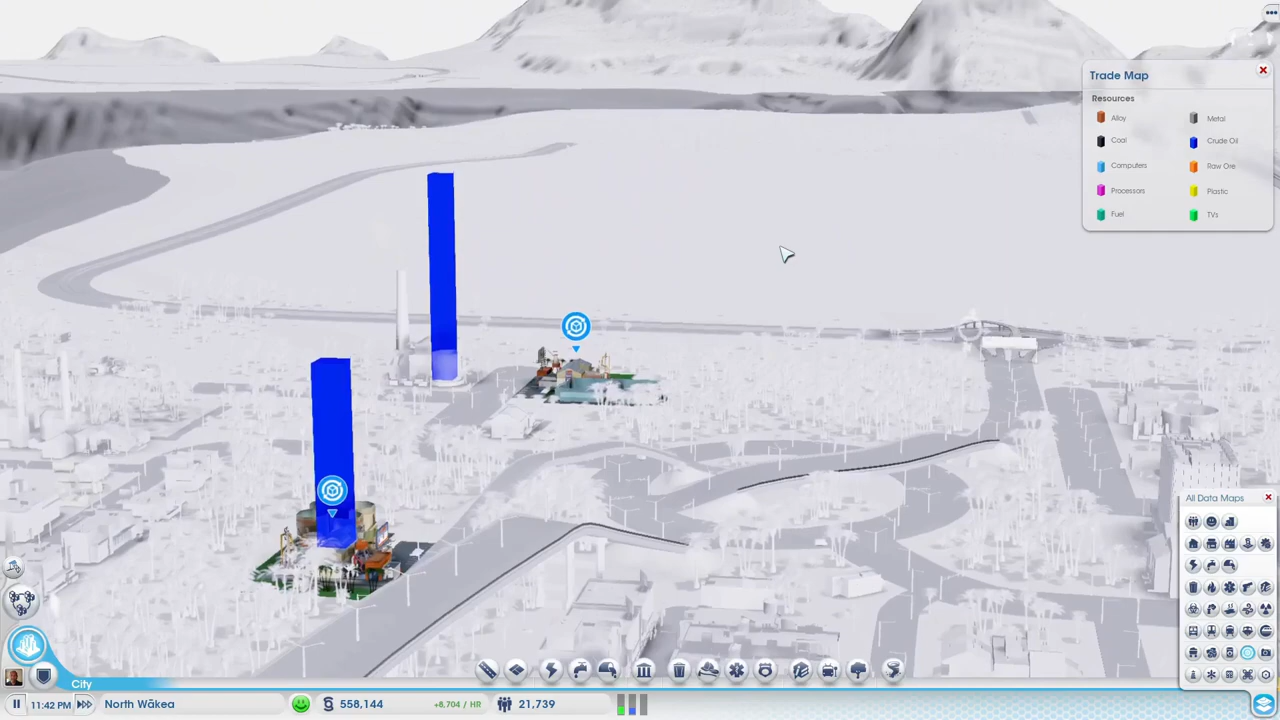 Trade Map
Resources
Alloy Metal
Coal Crude Oil
Computers Raw Ore
Processors Plastic
Fuel TVs
All Data Maps
City
11:42 PM North Wākea 558,144 +8,704 / HR 21,739